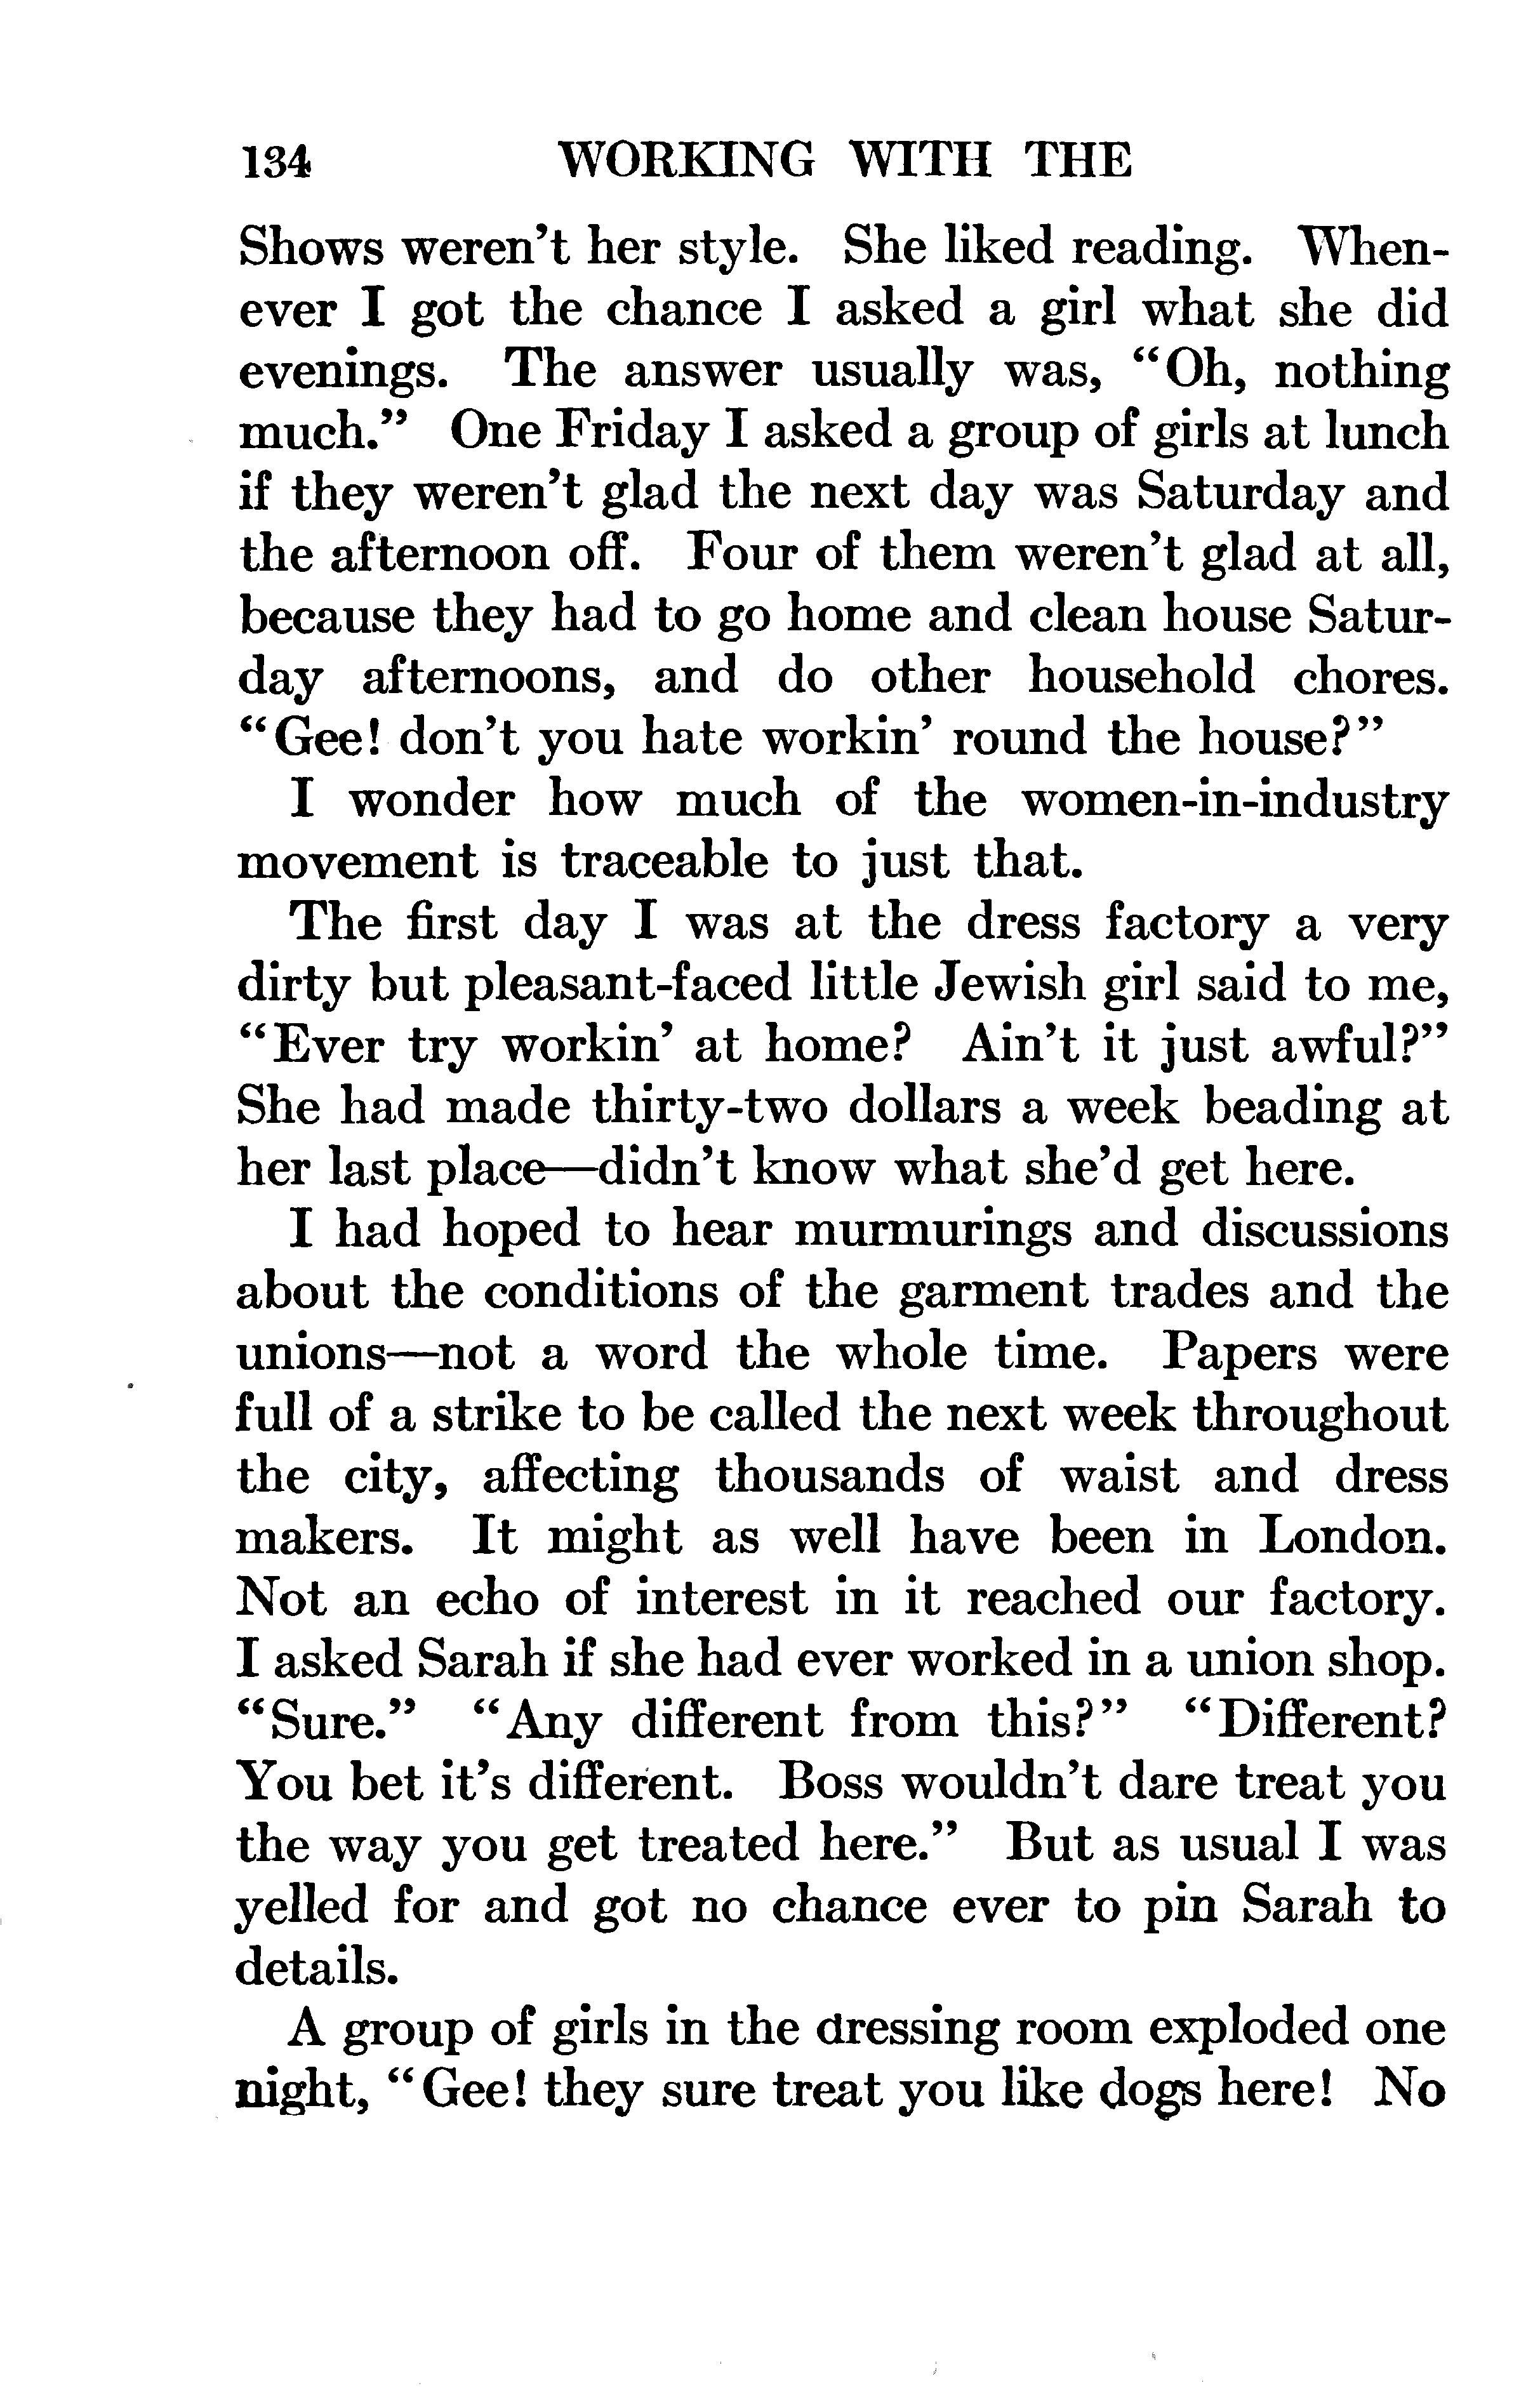 134 WORKING WITH THE
Shows weren't her style. She liked reading. When-
ever I got the chance I asked a girl what she did
evenings. The answer usually was, "Oh, nothing
much." One Friday I asked a group of girls at lunch
if they weren't glad the next day was Saturday and
the afternoon off. Four of them weren't glad at all,
because they had to go home and clean house Satur-
day afternoons, and do other household chores.
"Gee! don't you hate workin' round the house?"
I wonder how much of the women-in-industry
movement is traceable to just that.
The first day I was at the dress factory a very
dirty but pleasant-faced little Jewish girl said to me,
"Ever try workin' at home? Ain't it just awful?"
She had made thirty-two dollars a week beading at
her last place—didn't know what she'd get here.
I had hoped to hear murmurings and discussions
about the conditions of the garment trades and the
unions—not a word the whole time. Papers were
full of a strike to be called the next week throughout
the city, affecting thousands of waist and dress
makers. It might as well have been in London.
Not an echo of interest in it reached our factory.
I asked Sarah if she had ever worked in a union shop.
"Sure." "Any different from this?" "Different?
You bet it's different. Boss wouldn't dare treat you
the way you get treated here." But as usual I was
yelled for and got no chance ever to pin Sarah to
details.
A group of girls in the dressing room exploded one
night, "Gee! they sure treat you like dogs here! No